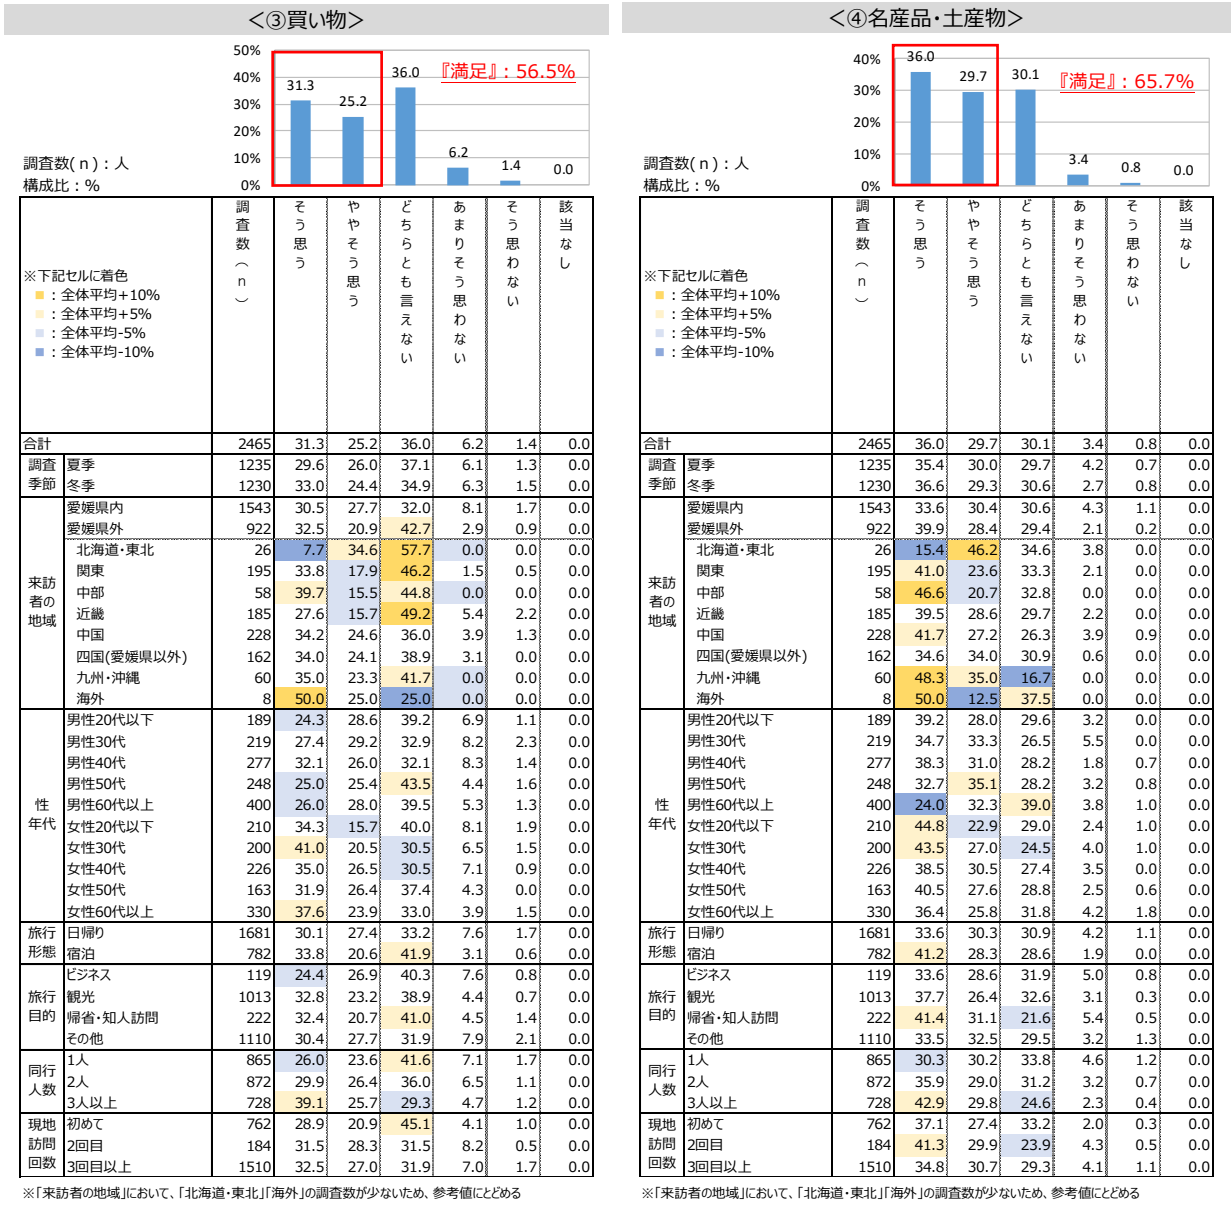 <③買い物>
50%
40%
30%
20%
10%
0%
31.3
25.2
36.0
6.2
1.4
0.0
『満足』: 56.5%
調査数(n):人
構成比:%
※下記セルに着色
■:全体平均+10%
■:全体平均+5%
■:全体平均-5%
■:全体平均-10%
調査数(n) そう思う ややそう思う どちらとも言えない あまりそう思わない そう思わない 該当なし
合計 2465 31.3 25.2 36.0 6.2 1.4 0.0
調査季節
夏季 1235 29.6 26.0 37.1 6.1 1.3 0.0
冬季 1230 33.0 24.4 34.9 6.3 1.5 0.0
来訪者の地域
愛媛県内 1543 30.5 27.7 32.0 8.1 1.7 0.0
愛媛県外 922 32.5 20.9 42.7 2.9 0.9 0.0
北海道・東北 26 7.7 34.6 57.7 0.0 0.0 0.0
関東 195 33.8 17.9 46.2 1.5 0.5 0.0
中部 58 39.7 15.5 44.8 0.0 0.0 0.0
近畿 185 27.6 15.7 49.2 5.4 2.2 0.0
中国 228 34.2 24.6 36.0 3.9 1.3 0.0
四国(愛媛県以外) 162 34.0 24.1 38.9 3.1 0.0 0.0
九州・沖縄 60 35.0 23.3 41.7 0.0 0.0 0.0
海外 8 50.0 25.0 25.0 0.0 0.0 0.0
性年代
男性20代以下 189 24.3 28.6 39.2 6.9 1.1 0.0
男性30代 219 27.4 29.2 32.9 8.2 2.3 0.0
男性40代 277 32.1 26.0 32.1 8.3 1.4 0.0
男性50代 248 25.0 25.4 43.5 4.4 1.6 0.0
男性60代以上 400 26.0 28.0 39.5 5.3 1.3 0.0
女性20代以下 210 34.3 15.7 40.0 8.1 1.9 0.0
女性30代 200 41.0 20.5 30.5 6.5 1.5 0.0
女性40代 226 35.0 26.5 30.5 7.1 0.9 0.0
女性50代 163 31.9 26.4 37.4 4.3 0.0 0.0
女性60代以上 330 37.6 23.9 33.0 3.9 1.5 0.0
旅行形態
日帰り 1681 30.1 27.4 33.2 7.6 1.7 0.0
宿泊 782 33.8 20.6 41.9 3.1 0.6 0.0
旅行目的
ビジネス 119 24.4 26.9 40.3 7.6 0.8 0.0
観光 1013 32.8 23.2 38.9 4.4 0.7 0.0
帰省・知人訪問 222 32.4 20.7 41.0 4.5 1.4 0.0
その他 1110 30.4 27.7 31.9 7.9 2.1 0.0
同行人数
1人 865 26.0 23.6 41.6 7.1 1.7 0.0
2人 872 29.9 26.4 36.0 6.5 1.1 0.0
3人以上 728 39.1 25.7 29.3 4.7 1.2 0.0
現地訪問回数
初めて 762 28.9 20.9 45.1 4.1 1.0 0.0
2回目 184 31.5 28.3 31.5 8.2 0.5 0.0
3回目以上 1510 32.5 27.0 31.9 7.0 1.7 0.0
※「来訪者の地域」において、「北海道・東北」「海外」の調査数が少ないため、参考値にとどめる
<④名産品・土産物>
40%
30%
20%
10%
0%
36.0
29.7
30.1
3.4
0.8
0.0
『満足』: 65.7%
調査数(n):人
構成比:%
※下記セルに着色
■:全体平均+10%
■:全体平均+5%
■:全体平均-5%
■:全体平均-10%
調査数(n) そう思う ややそう思う どちらとも言えない あまりそう思わない そう思わない 該当なし
合計 2465 36.0 29.7 30.1 3.4 0.8 0.0
調査季節
夏季 1235 35.4 30.0 29.7 4.2 0.7 0.0
冬季 1230 36.6 29.3 30.6 2.7 0.8 0.0
来訪者の地域
愛媛県内 1543 33.6 30.4 30.6 4.3 1.1 0.0
愛媛県外 922 39.9 28.4 29.4 2.1 0.2 0.0
北海道・東北 26 15.4 46.2 34.6 3.8 0.0 0.0
関東 195 41.0 23.6 33.3 2.1 0.0 0.0
中部 58 46.6 20.7 32.8 0.0 0.0 0.0
近畿 185 39.5 28.6 29.7 2.2 0.0 0.0
中国 228 41.7 27.2 26.3 3.9 0.9 0.0
四国(愛媛県以外) 162 34.6 34.0 30.9 0.6 0.0 0.0
九州・沖縄 60 48.3 35.0 16.7 0.0 0.0 0.0
海外 8 50.0 12.5 37.5 0.0 0.0 0.0
性年代
男性20代以下 189 39.2 28.0 29.6 3.2 0.0 0.0
男性30代 219 34.7 33.3 26.5 5.5 0.0 0.0
男性40代 277 38.3 31.0 28.2 1.8 0.7 0.0
男性50代 248 32.7 35.1 28.2 3.2 0.8 0.0
男性60代以上 400 24.0 32.3 39.0 3.8 1.0 0.0
女性20代以下 210 44.8 22.9 29.0 2.4 1.0 0.0
女性30代 200 43.5 27.0 24.5 4.0 1.0 0.0
女性40代 226 38.5 30.5 27.4 3.5 0.0 0.0
女性50代 163 40.5 27.6 28.8 2.5 0.6 0.0
女性60代以上 330 36.4 25.8 31.8 4.2 1.8 0.0
旅行形態
日帰り 1681 33.6 30.3 30.9 4.2 1.1 0.0
宿泊 782 41.2 28.3 28.6 1.9 0.0 0.0
旅行目的
ビジネス 119 33.6 28.6 31.9 5.0 0.8 0.0
観光 1013 37.7 26.4 32.6 3.1 0.3 0.0
帰省・知人訪問 222 41.4 31.1 21.6 5.4 0.5 0.0
その他 1110 33.5 32.5 29.5 3.2 1.3 0.0
同行人数
1人 865 30.3 30.2 33.8 4.6 1.2 0.0
2人 872 35.9 29.0 31.2 3.2 0.7 0.0
3人以上 728 42.9 29.8 24.6 2.3 0.4 0.0
現地訪問回数
初めて 762 37.1 27.4 33.2 2.0 0.3 0.0
2回目 184 41.3 29.9 23.9 4.3 0.5 0.0
3回目以上 1510 34.8 30.7 29.3 4.1 1.1 0.0
※「来訪者の地域」において、「北海道・東北」「海外」の調査数が少ないため、参考値にとどめる